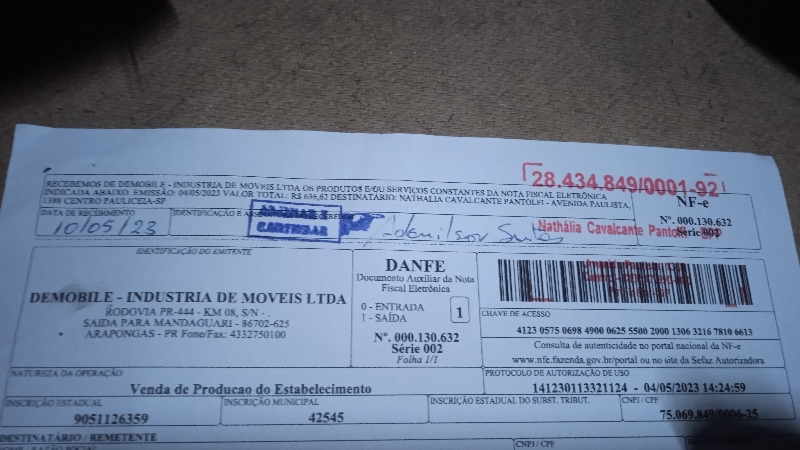 28.434.849/0001-92
RECEBEMOS DE DEMOBILE - INDUSTRIA DE MOVEIS LTDA OS PRODUTOS E/OU SERVIÇOS CONSTANTES DA NOTA FISCAL ELETRÔNICA
INDICADA ABAIXO. EMISSÃO: 04/05/2023 VALOR TOTAL: R$ 636,62 DESTINATÁRIO: NATHALIA CAVALCANTE PANTOLFI - AVENIDA PAULISTA,
1388 CENTRO PAULICEIA-SP
NF-e
Nº. 000.130.632
Série 002
DATA DE RECEBIMENTO
10/05/23
IDENTIFICAÇÃO E
CARIMBAR
Nathália Cavalcante
IDENTIFICAÇÃO DO EMITENTE
DEMOBILE - INDUSTRIA DE MOVEIS LTDA
RODOVIA PR-444 - KM 08, S/N - .
SAIDA PARA MANDAGUARI - 86702-625
ARAPONGAS - PR Fone/Fax: 4332750100
DANFE
Documento Auxiliar da Nota
Fiscal Eletrônica
0 - ENTRADA
1 - SAÍDA
1
Nº. 000.130.632
Série 002
Folha 1/1
CHAVE DE ACESSO
4123 0575 0698 4900 0625 5500 2000 1306 3216 7810 6613
Consulta de autenticidade no portal nacional da NF-e
www.nfe.fazenda.gov.br/portal ou no site da Sefaz Autorizadora
NATUREZA DA OPERAÇÃO
Venda de Producao do Estabelecimento
PROTOCOLO DE AUTORIZAÇÃO DE USO
141230113321124 - 04/05/2023 14:24:59
INSCRIÇÃO ESTADUAL
9051126359
INSCRIÇÃO MUNICIPAL
42545
INSCRIÇÃO ESTADUAL DO SUBST. TRIBUT.
CNPJ / CPF
75.069.849/0006-25
DESTINATÁRIO / REMETENTE
CNPJ / CPF